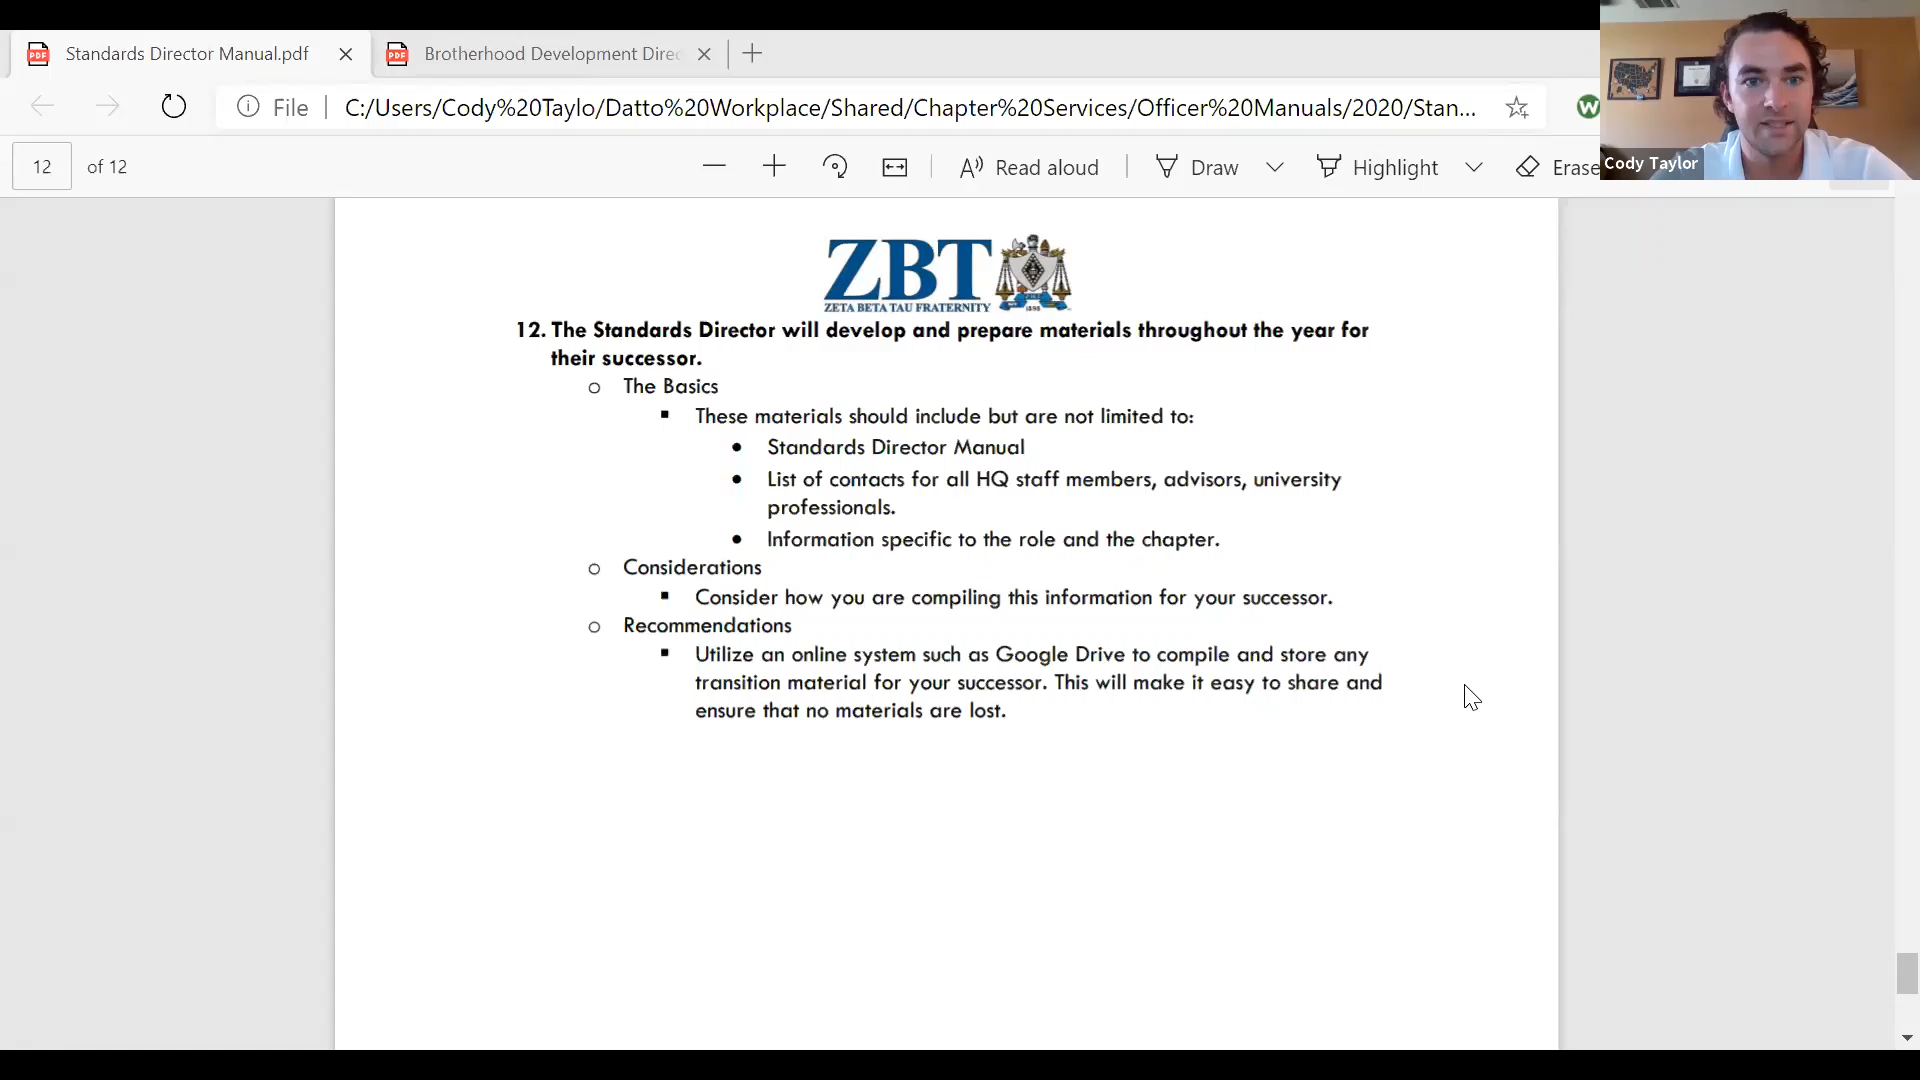 Standards Director Manual.pdf
Brotherhood Development Direc
File
C:/Users/Cody%20Taylo/Datto%20Workplace/Shared/Chapter%20Services/Officer%20Manuals/2020/Stan...
12 of 12
Read aloud
Draw
Highlight
Erase
Cody Taylor
ZBT
ZETA BETA TAU FRATERNITY
1898
12. The Standards Director will develop and prepare materials throughout the year for
their successor.
The Basics
These materials should include but are not limited to:
Standards Director Manual
List of contacts for all HQ staff members, advisors, university
professionals.
Information specific to the role and the chapter.
Considerations
Consider how you are compiling this information for your successor.
Recommendations
Utilize an online system such as Google Drive to compile and store any
transition material for your successor. This will make it easy to share and
ensure that no materials are lost.